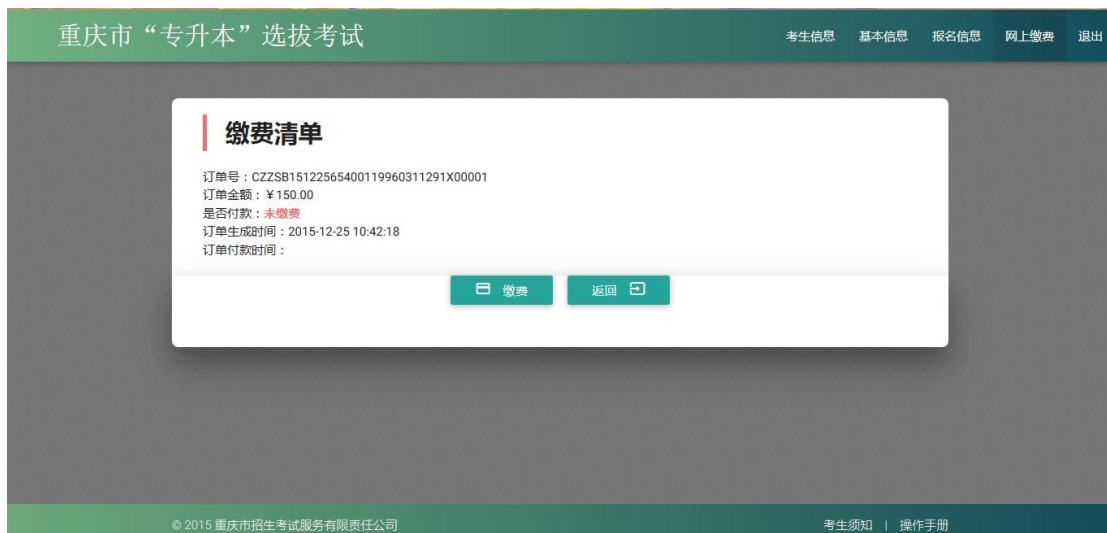 重庆市“专升本”选拔考试
考生信息 基本信息 报名信息 网上缴费 退出
缴费清单
订单号：CZZSB15122565400119960311291X00001
订单金额：￥150.00
是否付款：未缴费
订单生成时间：2015-12-25 10:42:18
订单付款时间：
缴费 返回
© 2015 重庆市招生考试服务有限责任公司
考生须知 | 操作手册